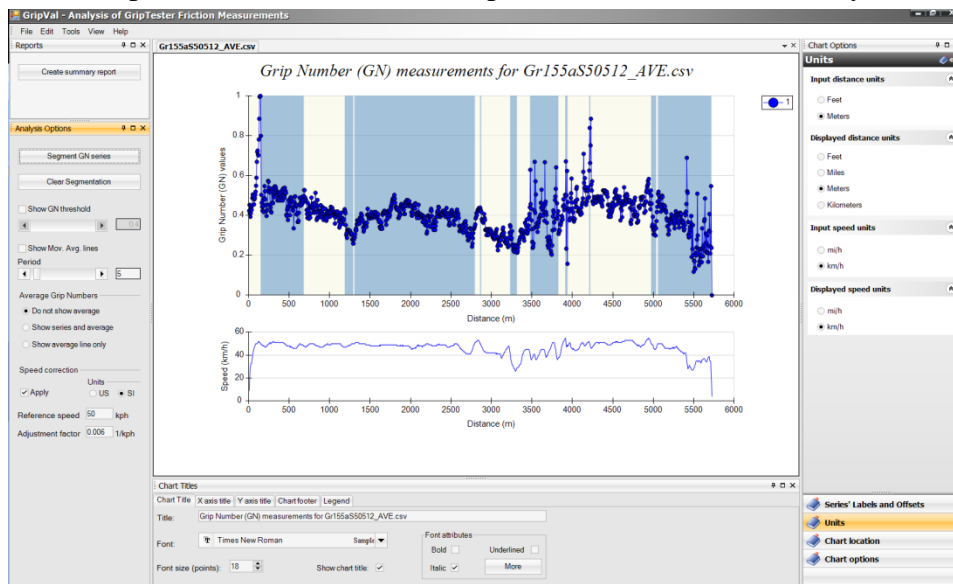 GripVal - Analysis of GripTester Friction Measurements
File Edit Tools View Help
Reports
Create summary report
Analysis Options
Segment GN series
Clear Segmentation
Show GN threshold
Show Mov. Avg. lines
Period
5
Average Grip Numbers
Do not show average
Show series and average
Show average line only
Speed correction
Units
Apply US SI
Reference speed 50 kph
Adjustment factor 0.006 1/kph
Gr155aS50512_AVE.csv
Grip Number (GN) measurements for Gr155aS50512_AVE.csv
1
Grip Number (GN) values
1
0.8
0.6
0.4
0.2
0
0 500 1000 1500 2000 2500 3000 3500 4000 4500 5000 5500 6000
Distance (m)
Speed (km/h)
60
40
20
0
0 500 1000 1500 2000 2500 3000 3500 4000 4500 5000 5500 6000
Distance (m)
Chart Titles
Chart Title X axis title Y axis title Chart footer Legend
Title: Grip Number (GN) measurements for Gr155aS50512_AVE.csv
Font: Times New Roman Sample
Font size (points): 18 Show chart title:
Font attributes
Bold Underlined
Italic More
Chart Options
Units
Input distance units
Feet
Meters
Displayed distance units
Feet
Miles
Meters
Kilometers
Input speed units
mi/h
km/h
Displayed speed units
mi/h
km/h
Series' Labels and Offsets
Units
Chart location
Chart options